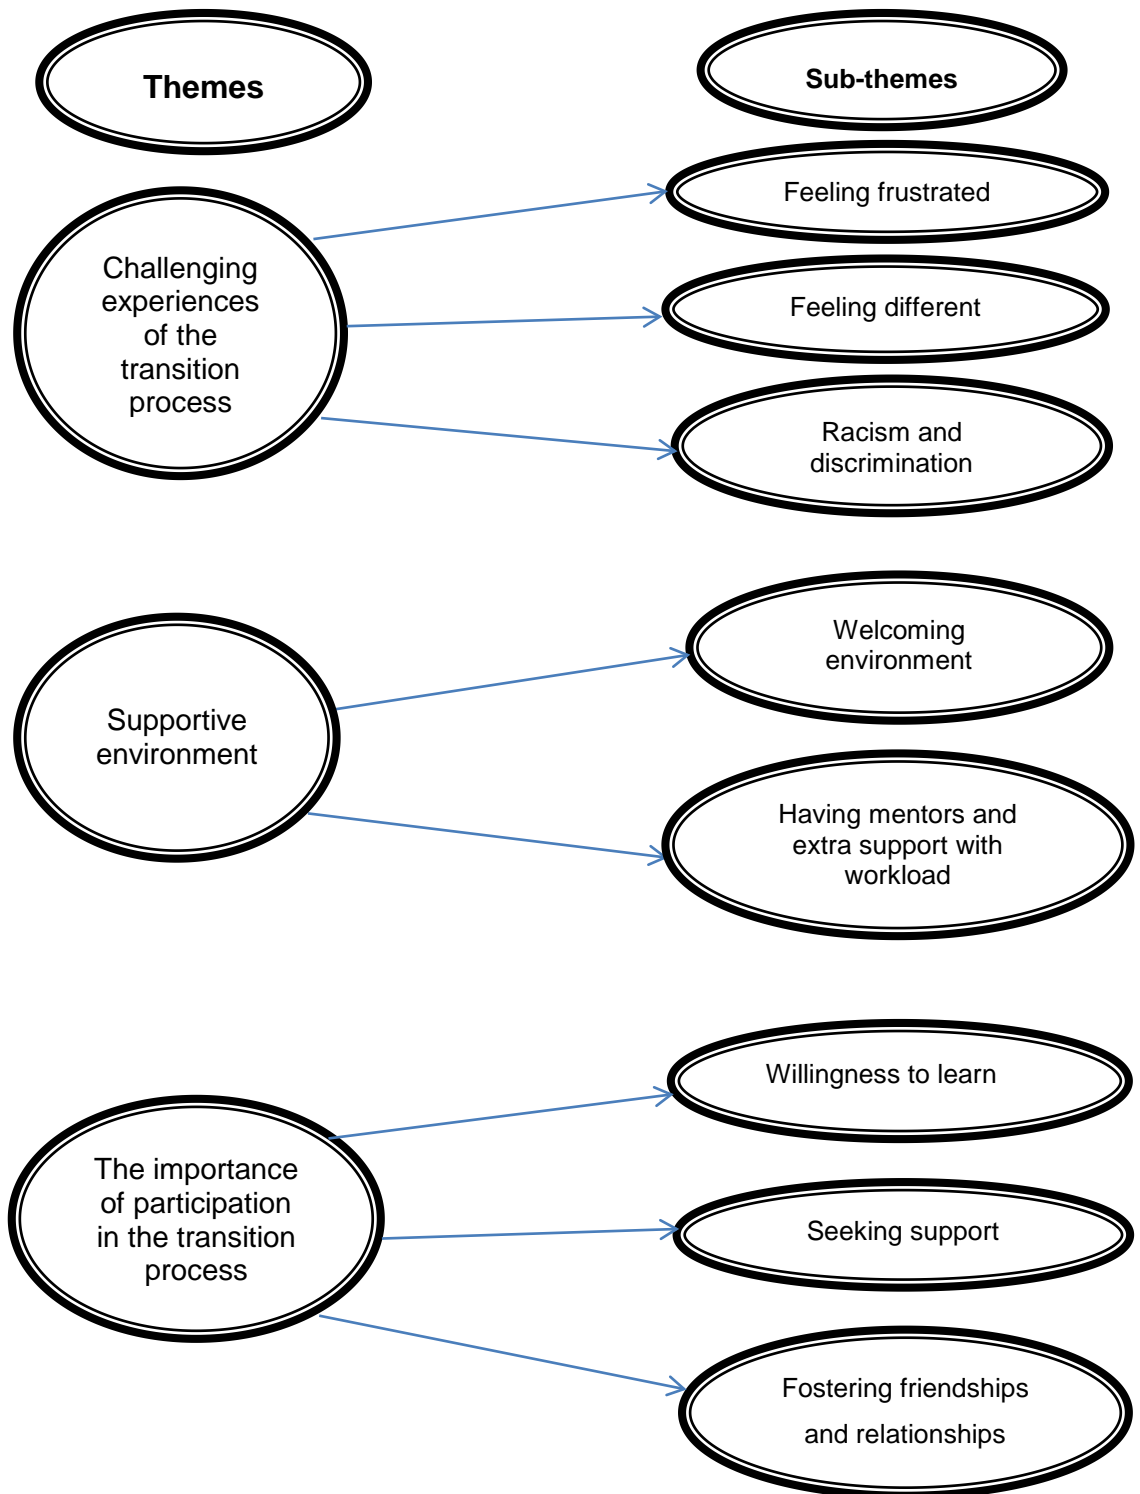 Themes
Sub-themes
Challenging
experiences
of the
transition
process
Feeling frustrated
Feeling different
Racism and
discrimination
Supportive
environment
Welcoming
environment
Having mentors and
extra support with
workload
The importance
of participation
in the transition
process
Willingness to learn
Seeking support
Fostering friendships
and relationships